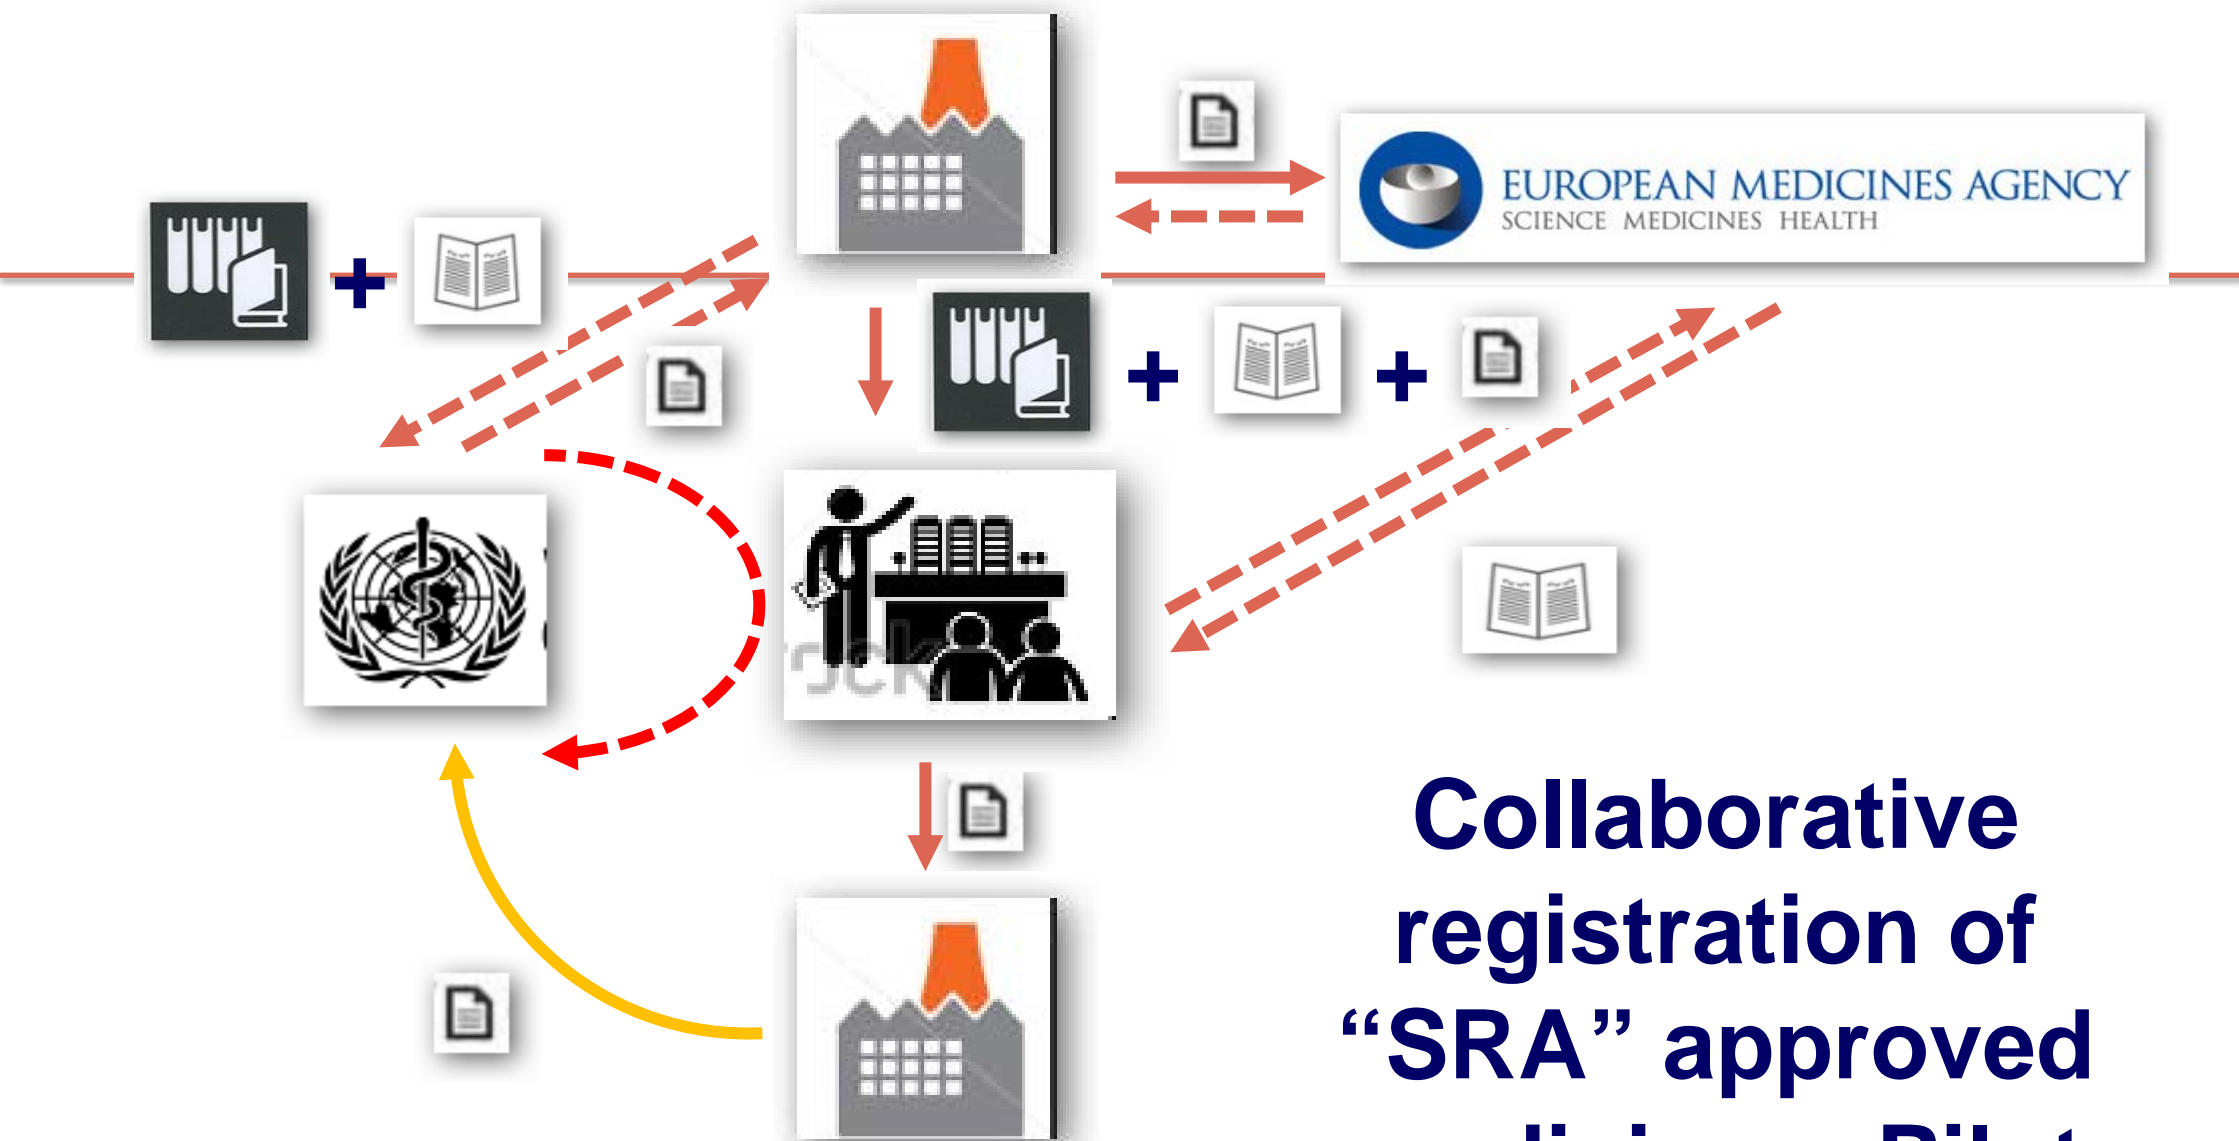 EUROPEAN MEDICINES AGENCY
SCIENCE MEDICINES HEALTH
+
+
+
Collaborative
registration of
“SRA” approved